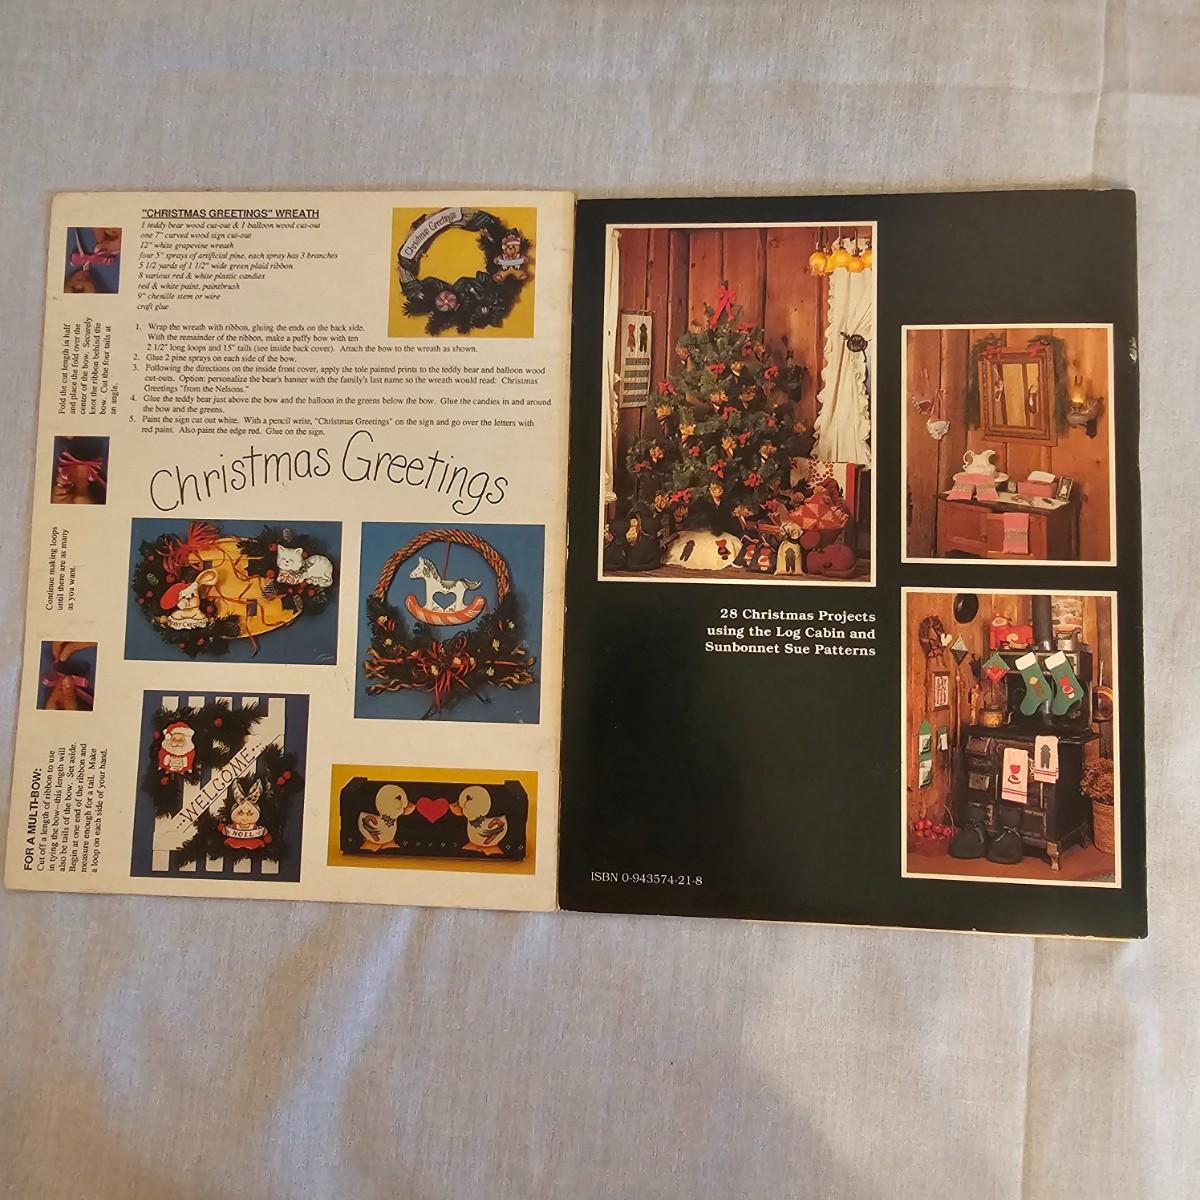 "CHRISTMAS GREETINGS" WREATH
1 teddy bear wood cut-out & 1 balloon wood cut-out
one 7" curved wood sign cut-out
12" white grapevine wreath
four 5" sprays of artificial pine, each spray has 3 branches
5 1/2 yards of 1 1/2" wide green plaid ribbon
8 various red & white plastic candies
red & white paint, paintbrush
9" chenille stem or wire
craft glue
1. Wrap the wreath with ribbon, gluing the ends on the back side.
With the remainder of the ribbon, make a puffy bow with ten
2 1/2" long loops and 15" tails (see inside back cover). Attach the bow to the wreath as shown.
2. Glue 2 pine sprays on each side of the bow.
3. Following the directions on the inside front cover, apply the tole painted prints to the teddy bear and balloon wood
cut-outs. Option: personalize the bear's banner with the family's last name so the wreath would read: Christmas
Greetings "from the Nelsons."
4. Glue the teddy bear just above the bow and the balloon in the greens below the bow. Glue the candies in and around
the bow and the greens.
5. Paint the sign cut out white. With a pencil write, "Christmas Greetings" on the sign and go over the letters with
red paint. Also paint the edge red. Glue on the sign.
Christmas Greetings
Christmas Greetings
WELCOME
NOEL
FOR A MULTI-BOW:
Cut off a length of ribbon to use
in tying the bow--this length will
also be tails of the bow. Set aside.
Begin at one end of the ribbon and
measure enough for a tail. Make
a loop on each side of your hand.
Continue making loops
until there are as many
as you want.
Fold the cut length in half
and place the fold over the
center of the bow. Securely
knot the ribbon behind the
bow. Cut the four tails at
an angle.
28 Christmas Projects
using the Log Cabin and
Sunbonnet Sue Patterns
ISBN 0-943574-21-8